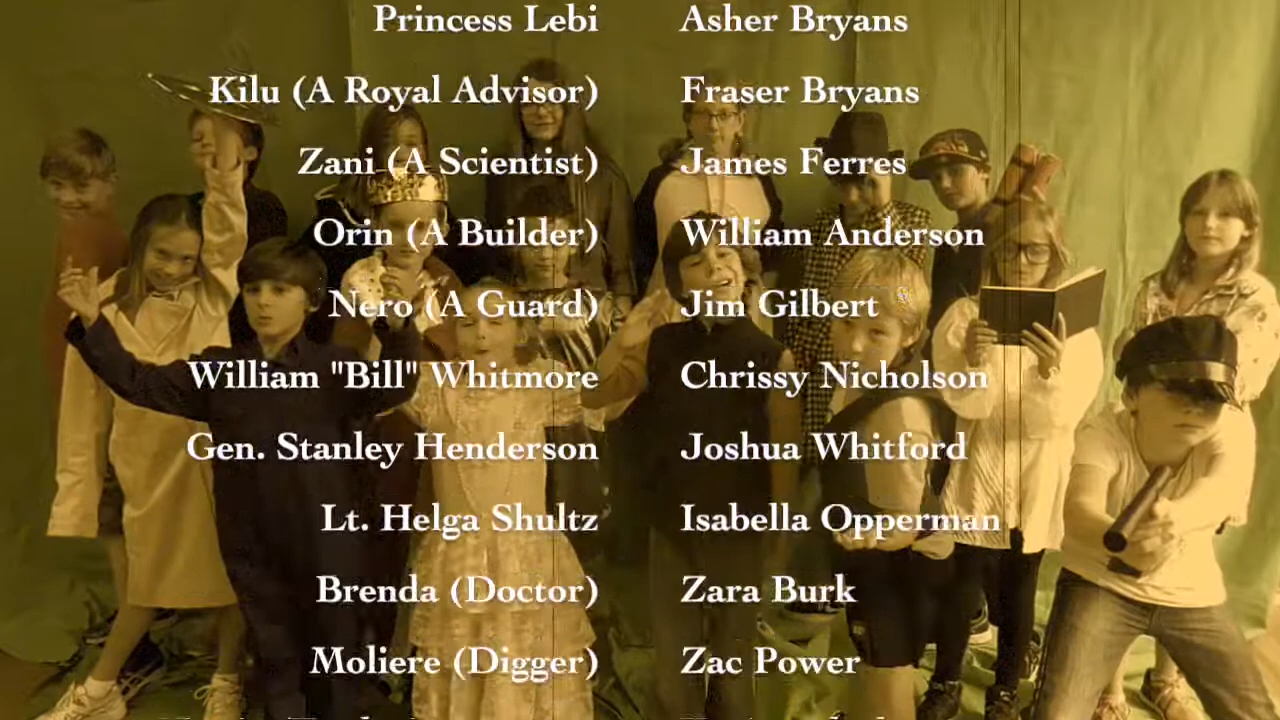 Princess Lebi Asher Bryans
Kilu (A Royal Advisor) Fraser Bryans
Zani (A Scientist) James Ferres
Orin (A Builder) William Anderson
Nero (A Guard) Jim Gilbert
William "Bill" Whitmore Chrissy Nicholson
Gen. Stanley Henderson Joshua Whitford
Lt. Helga Shultz Isabella Opperman
Brenda (Doctor) Zara Burk
Moliere (Digger) Zac Power